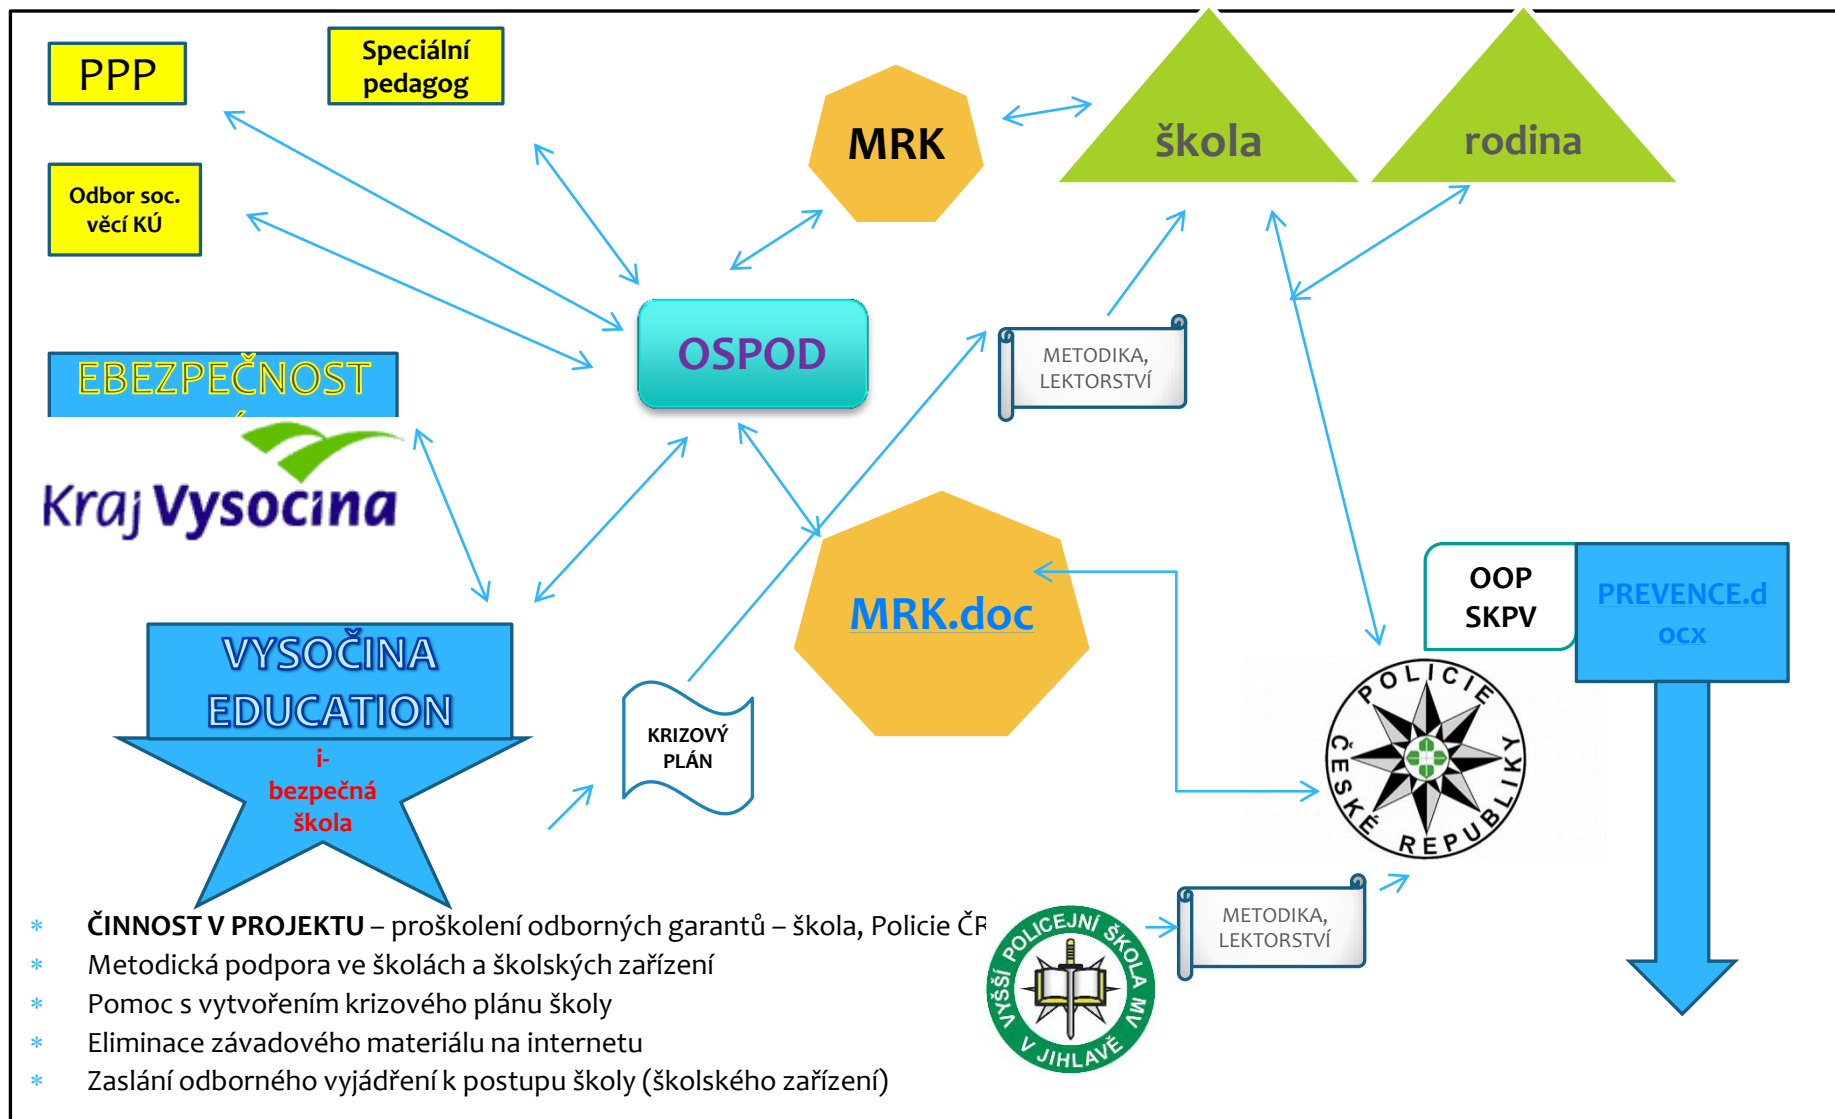 PPP
Speciální
pedagog
MRK
škola
rodina
Odbor soc.
věcí KÚ
OSPOD
METODIKA,
LEKTORSTVÍ
EBEZPEČNOST
Kraj Vysočina
MRK.doc
OOP
SKPV
PREVENCE.d
ocx
VYSOČINA
EDUCATION
i-
bezpečná
škola
KRIZOVÝ
PLÁN
POLICIE
ČESKÉ REPUBLIKY
METODIKA,
LEKTORSTVÍ
VYŠŠÍ POLICEJNÍ ŠKOLA MV
V JIHLAVĚ
* ČINNOST V PROJEKTU – proškolení odborných garantů – škola, Policie ČR
* Metodická podpora ve školách a školských zařízení
* Pomoc s vytvořením krizového plánu školy
* Eliminace závadového materiálu na internetu
* Zaslání odborného vyjádření k postupu školy (školského zařízení)